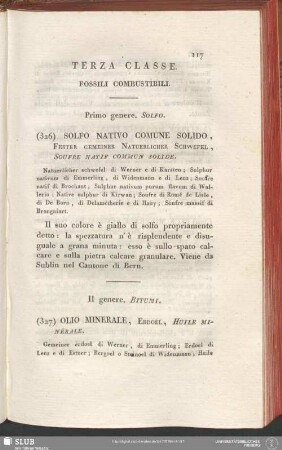 117
TERZA CLASSE.
FOSSILI COMBUSTIBILI.
Primo genere. SOLFO.
(326) SOLFO NATIVO COMUNE SOLIDO,
FESTER GEMEINER NATUERLICHER SCHWEFEL,
SOUFRE NATIF COMMUN SOLIDE.
Natuerlicher schwefel di Werner e di Karsten; Sulphur
nativum di Emmerling, di Widenmann e di Lenz; Soufre
natif di Brochant, Sulphur nativum purum flavum di Wal-
lerio; Native sulphur di Kirwan; Soufre di Romé de Lisle,
di De Born, di Delamétherie e di Hauy; Soufre massif di
Brongniart.
Il suo colore è giallo di solfo propriamente
detto: la spezzatura n'è risplendente e disu-
guale a grana minuta: esso è sullo spato cal-
care e sulla pietra calcare granulare. Viene da
Sublin nel Cantone di Bern.
II genere. BITUMI.
(327) OLIO MINERALE, ERDOEL, HUILE MI-
NÉRALE.
Gemeines erdoel di Werner, di Emmerling; Erdoel di
Lenz e di Estner; Bergoel o Steinoel di Widenmann; Huile
SLUB